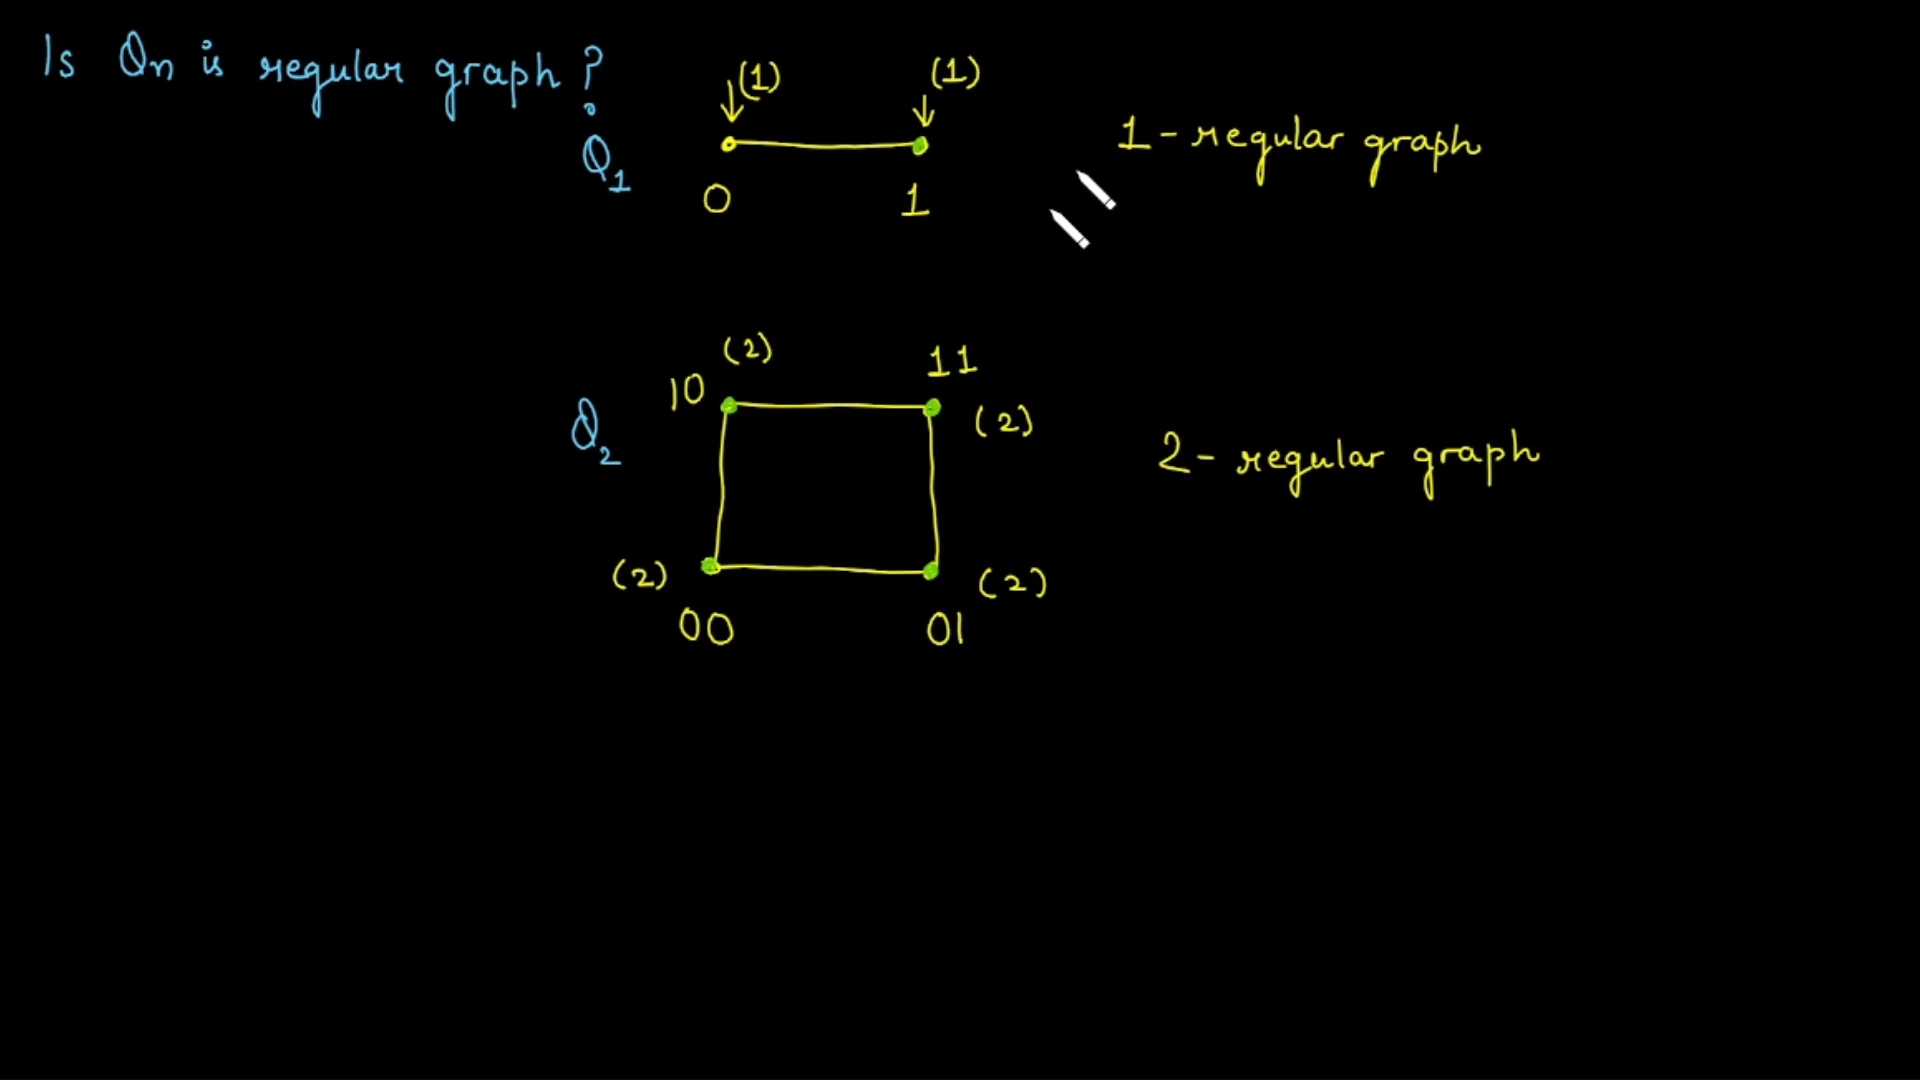 Is Qn is regular graph?
(1) (1)
Q1
0 1
1-regular graph
(2) 11
10
(2)
Q2
2- regular graph
(2) (2)
00 01